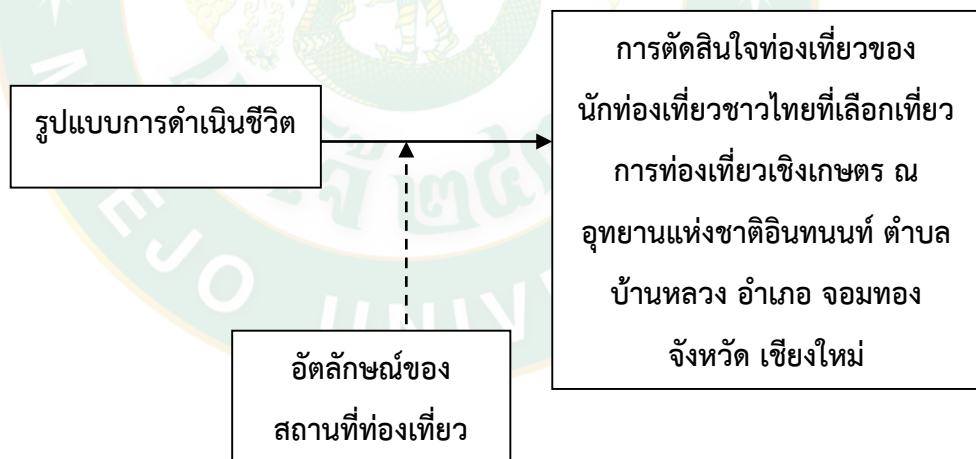 รูปแบบการดำเนินชีวิต
การตัดสินใจท่องเที่ยวของ
นักท่องเที่ยวชาวไทยที่เลือกเที่ยว
การท่องเที่ยวเชิงเกษตร ณ
อุทยานแห่งชาติอินทนนท์ ตำบล
บ้านหลวง อำเภอ จอมทอง
จังหวัด เชียงใหม่
อัตลักษณ์ของ
สถานที่ท่องเที่ยว